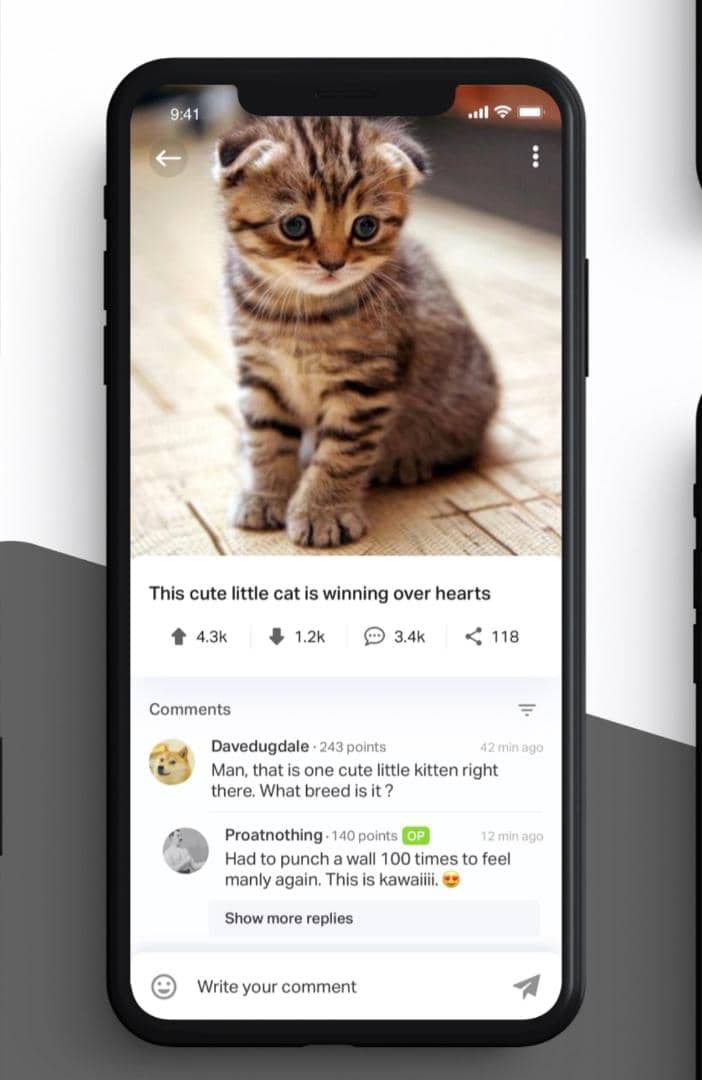 9:41
This cute little cat is winning over hearts
4.3k 1.2k 3.4k 118
Comments
Davedugdale · 243 points 42 min ago
Man, that is one cute little kitten right
there. What breed is it ?
Proatnothing · 140 points OP 12 min ago
Had to punch a wall 100 times to feel
manly again. This is kawaiiii. 😍
Show more replies
Write your comment